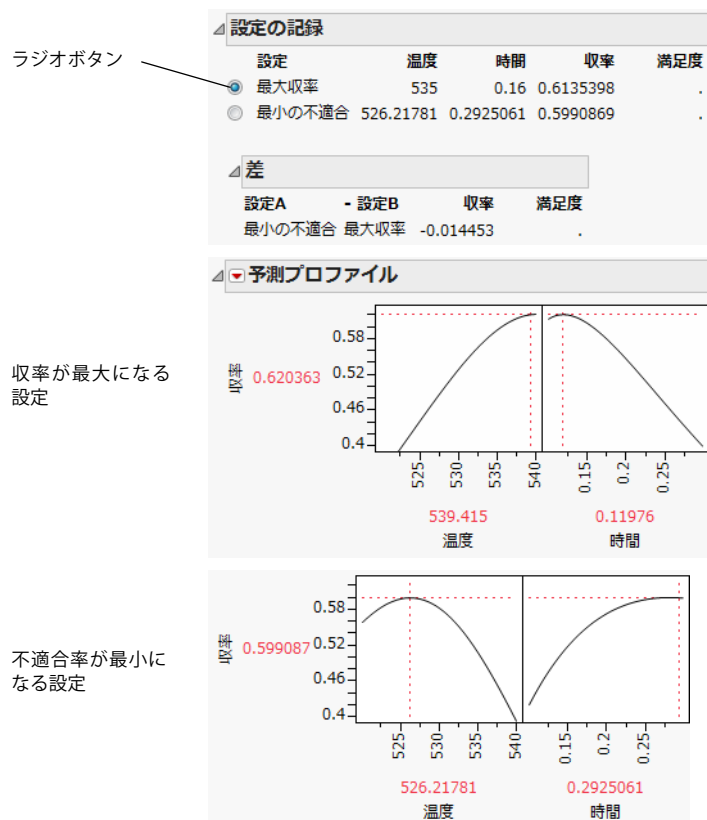 設定の記録
ラジオボタン
設定 温度 時間 収率 満足度
最大収率 535 0.16 0.6135398 .
最小の不適合 526.21781 0.2925061 0.5990869 .
差
設定A - 設定B 収率 満足度
最小の不適合 最大収率 -0.014453 .
予測プロファイル
収率が最大になる
設定
収率
0.620363
0.58
0.52
0.46
0.4
525 530 535 540 0.15 0.2 0.25
539.415 0.11976
温度 時間
不適合率が最小に
なる設定
収率
0.599087
0.58
0.52
0.46
0.4
525 530 535 540 0.15 0.2 0.25
526.21781 0.2925061
温度 時間